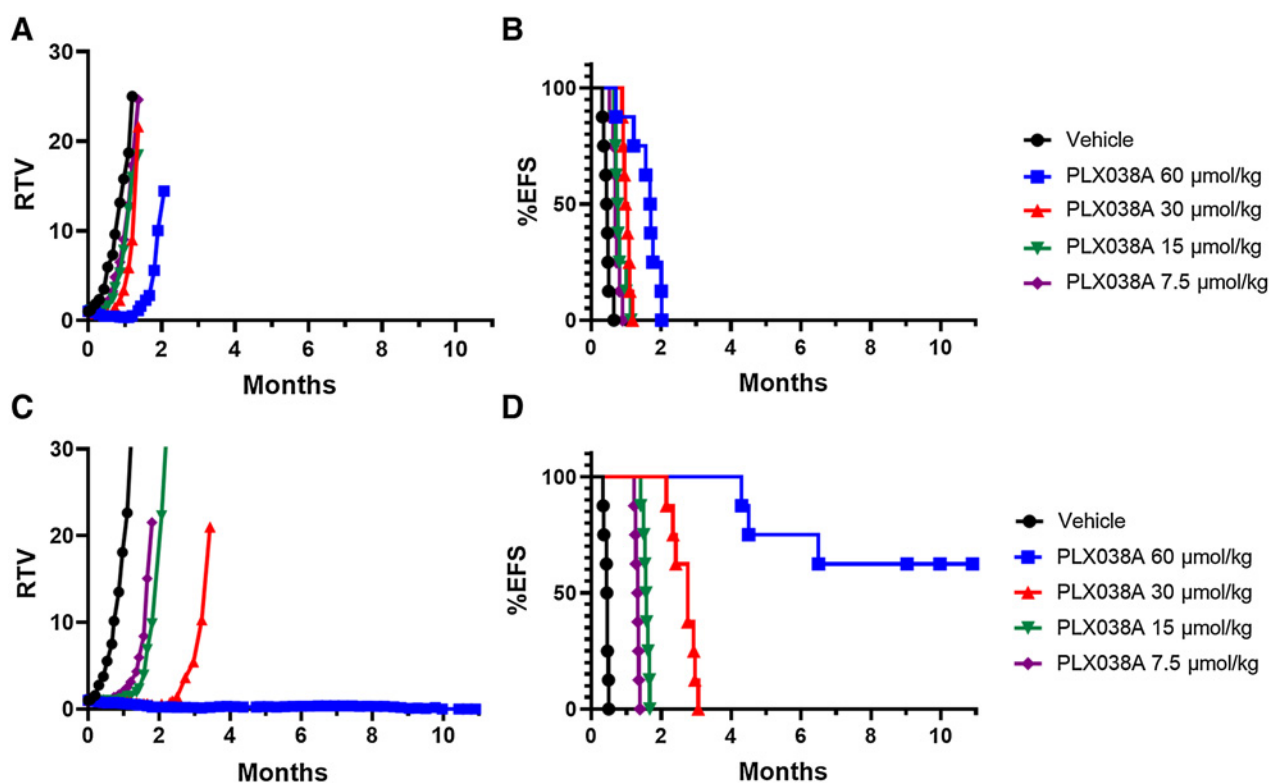 A
30
20
10
0
RTV
0 2 4 6 8 10
Months
B
100
50
0
%EFS
0 2 4 6 8 10
Months
Vehicle
PLX038A 60 μmol/kg
PLX038A 30 μmol/kg
PLX038A 15 μmol/kg
PLX038A 7.5 μmol/kg
C
30
20
10
0
RTV
0 2 4 6 8 10
Months
D
100
50
0
%EFS
0 2 4 6 8 10
Months
Vehicle
PLX038A 60 μmol/kg
PLX038A 30 μmol/kg
PLX038A 15 μmol/kg
PLX038A 7.5 μmol/kg